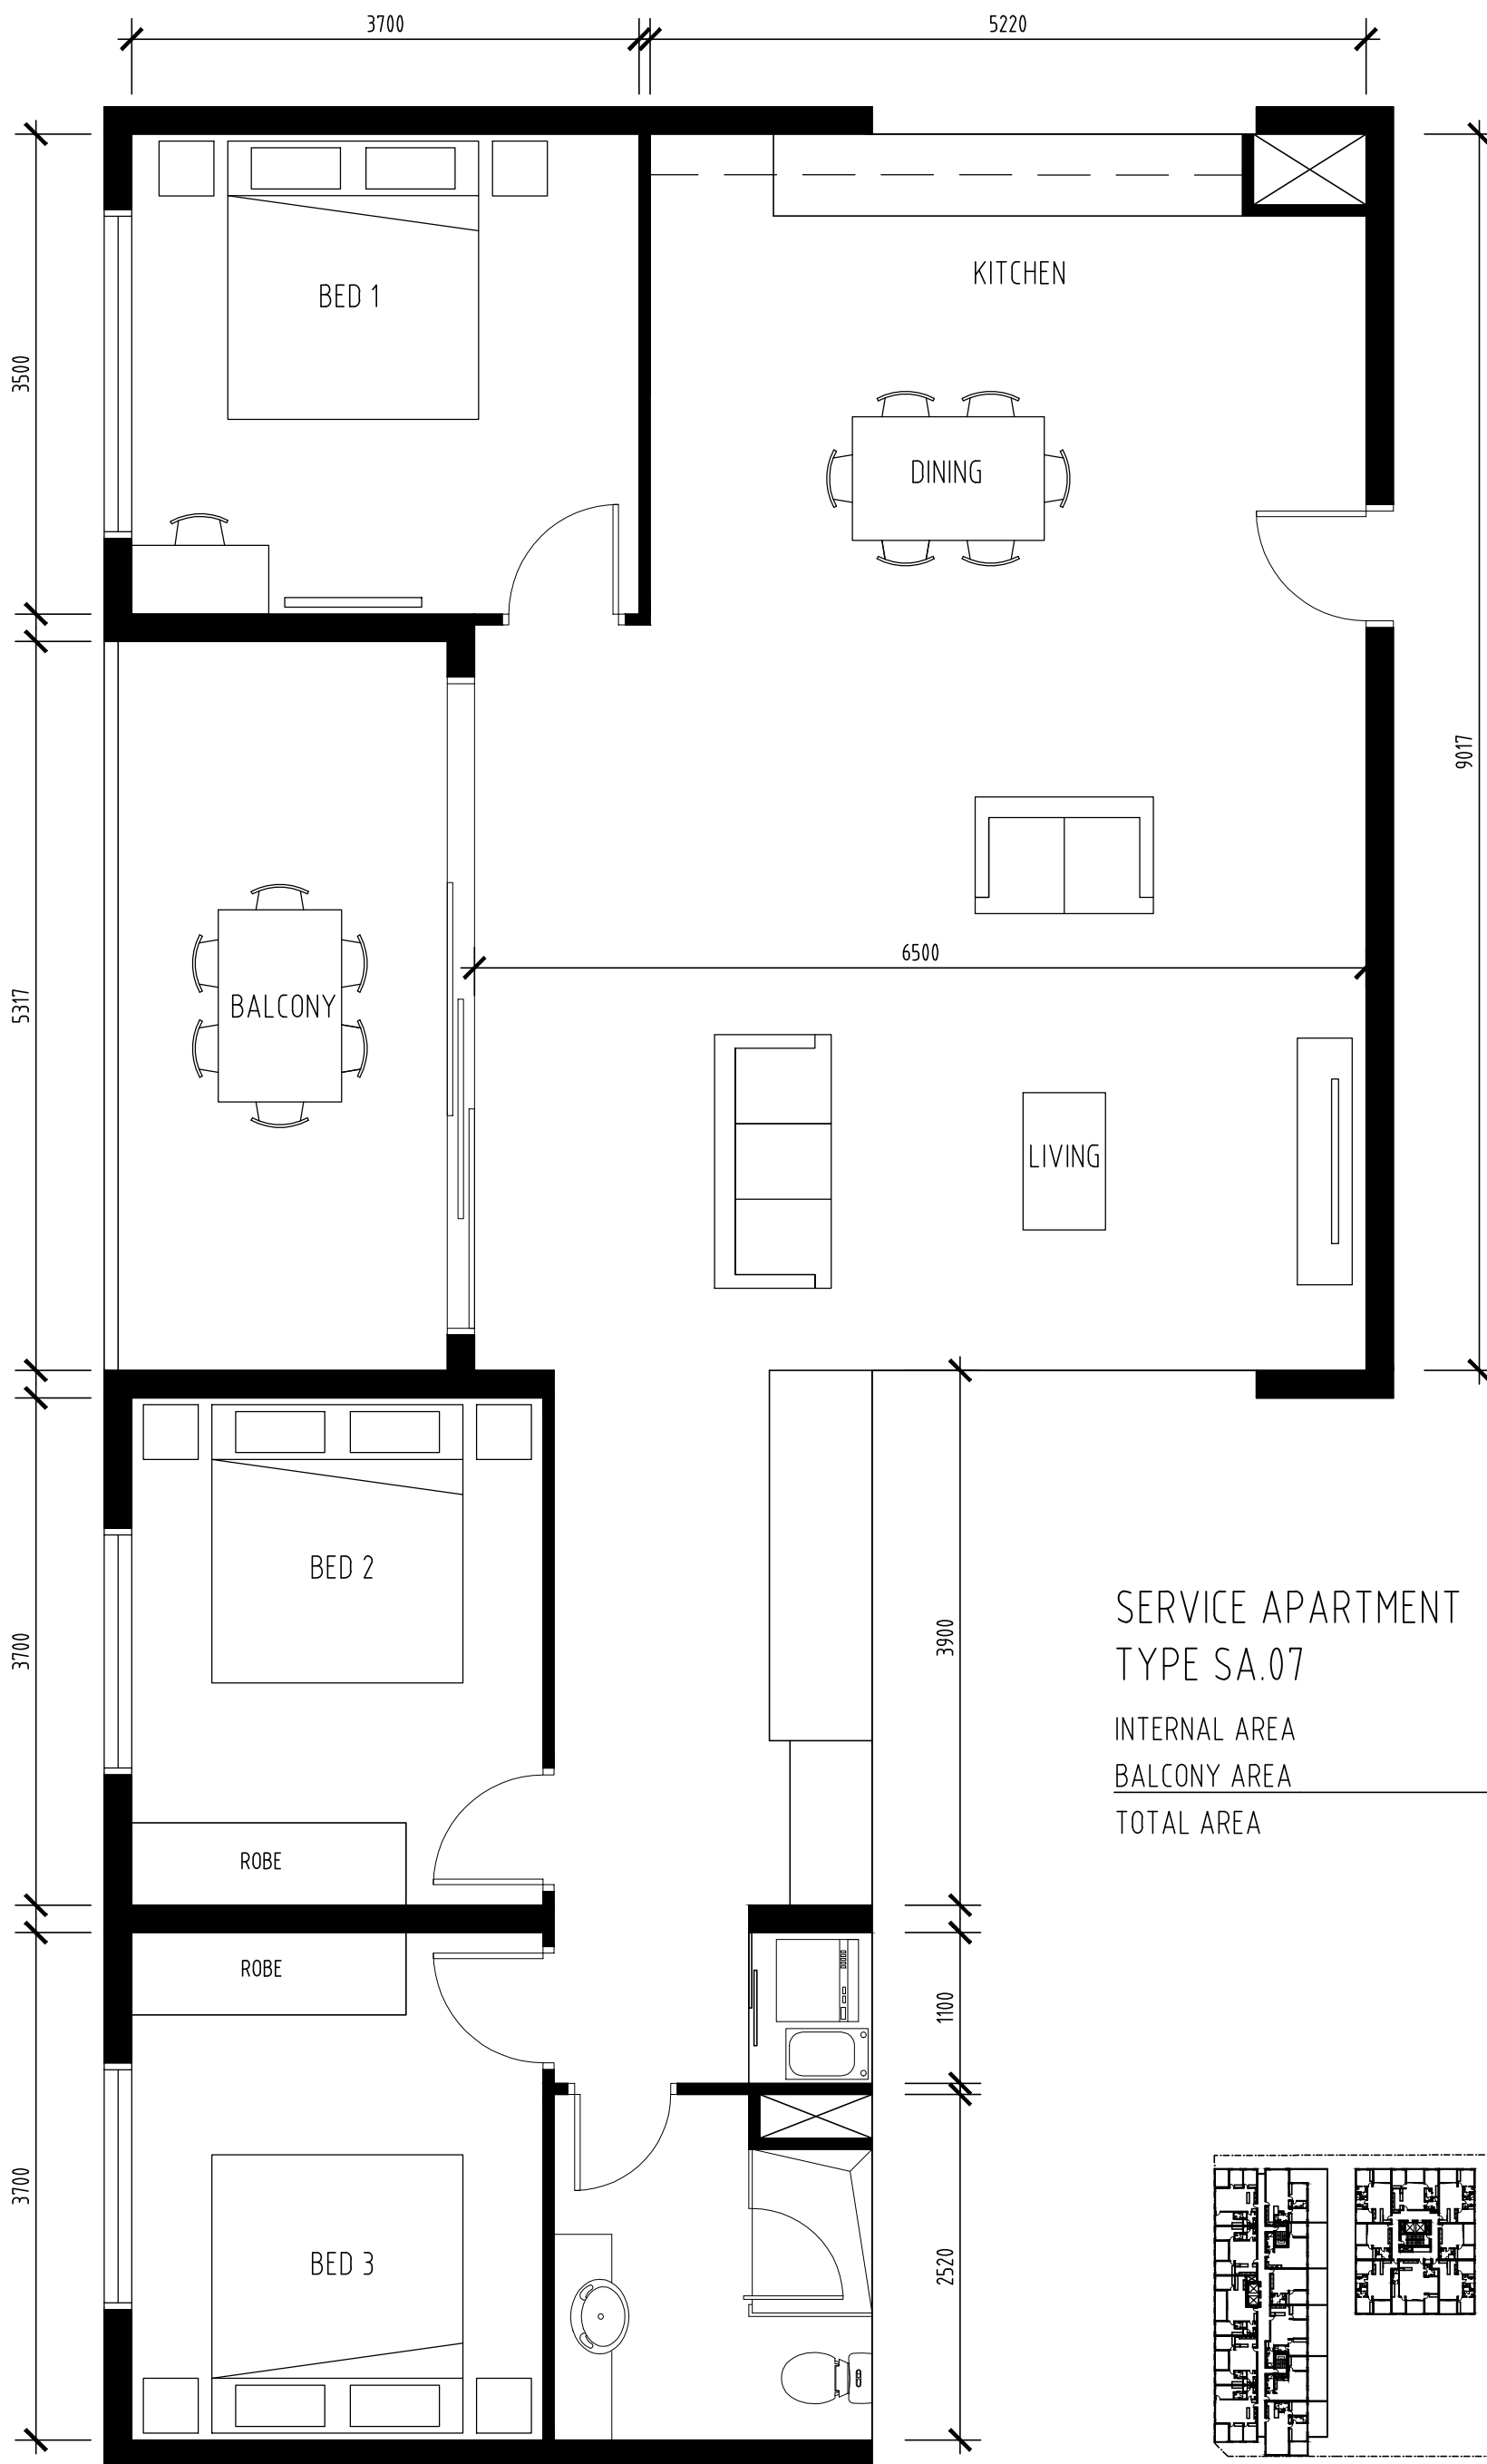 3700
5220
KITCHEN
BED 1
3500
DINING
9017
6500
5317
BALCONY
LIVING
BED 2
3700
3900
SERVICE APARTMENT
TYPE SA.07
INTERNAL AREA
BALCONY AREA
TOTAL AREA
ROBE
ROBE
1100
3700
BED 3
2520